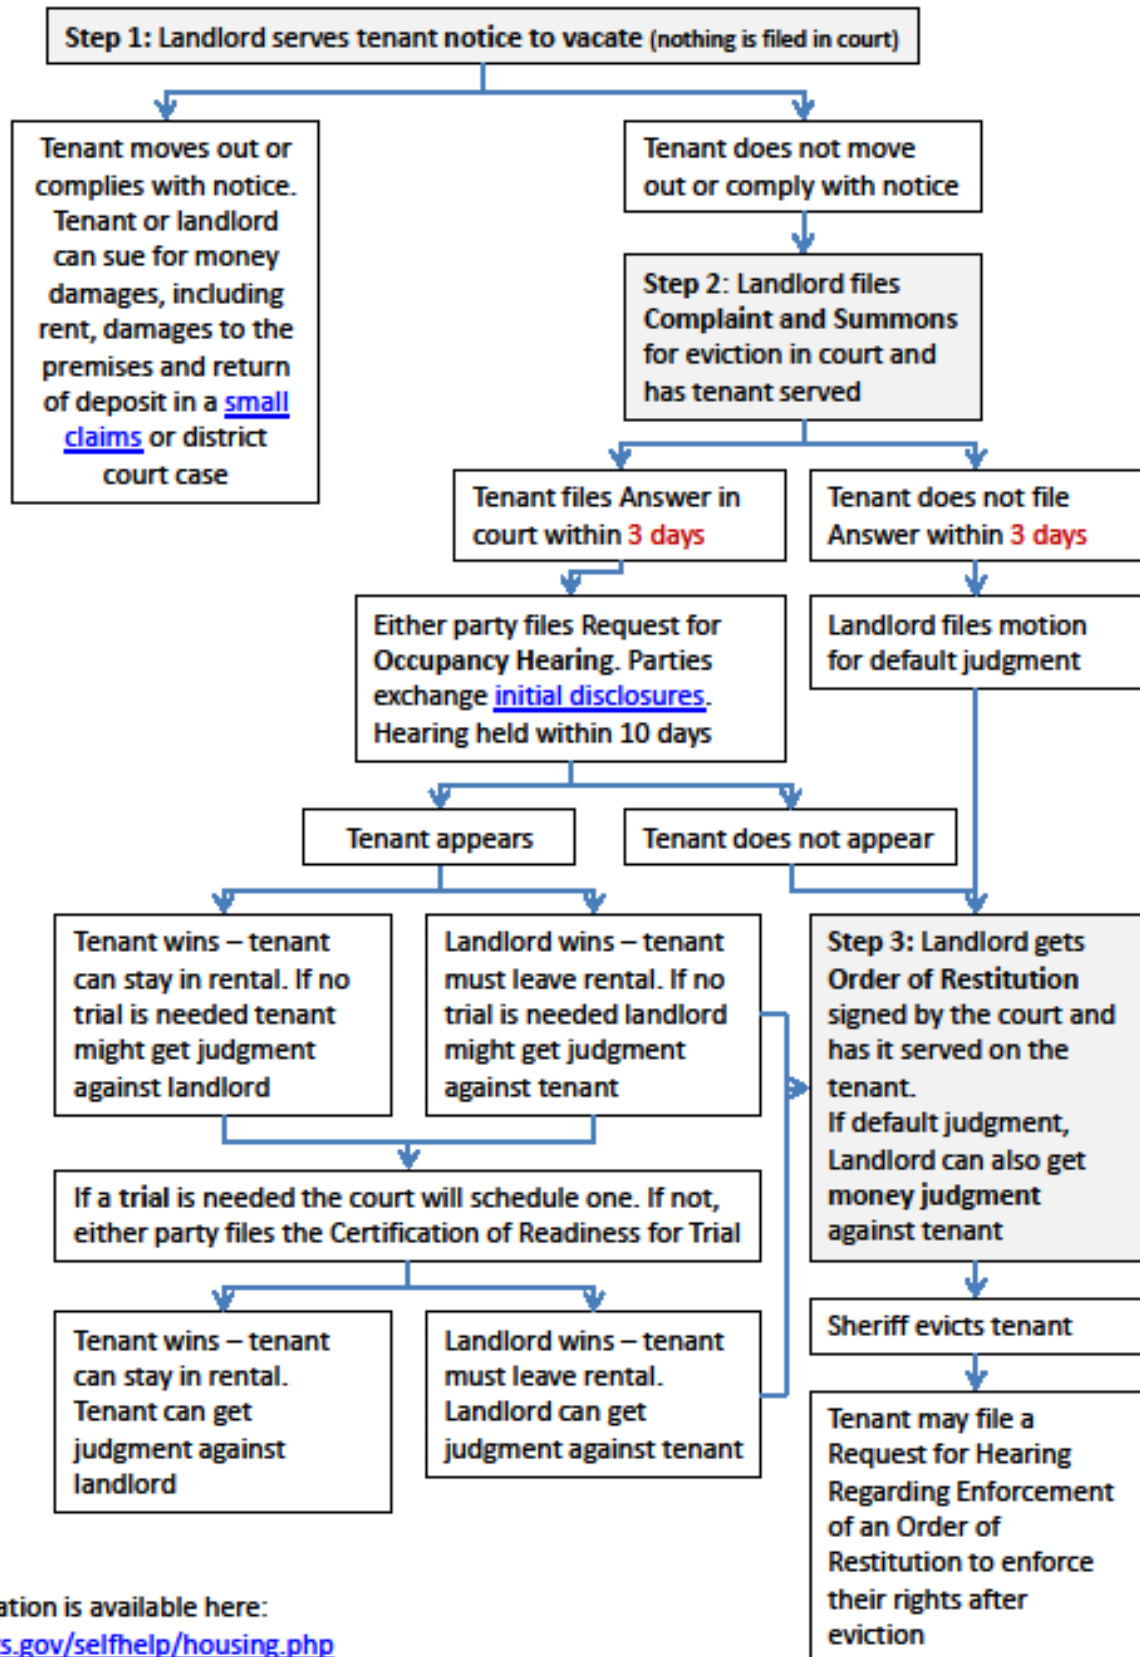 Step 1: Landlord serves tenant notice to vacate (nothing is filed in court)
Tenant moves out or
complies with notice.
Tenant or landlord
can sue for money
damages, including
rent, damages to the
premises and return
of deposit in a small
claims or district
court case
Tenant does not move
out or comply with notice
Step 2: Landlord files
Complaint and Summons
for eviction in court and
has tenant served
Tenant files Answer in
court within 3 days
Tenant does not file
Answer within 3 days
Either party files Request for
Occupancy Hearing. Parties
exchange initial disclosures.
Hearing held within 10 days
Landlord files motion
for default judgment
Tenant appears
Tenant does not appear
Tenant wins – tenant
can stay in rental. If no
trial is needed tenant
might get judgment
against landlord
Landlord wins – tenant
must leave rental. If no
trial is needed landlord
might get judgment
against tenant
Step 3: Landlord gets
Order of Restitution
signed by the court and
has it served on the
tenant.
If default judgment,
Landlord can also get
money judgment
against tenant
If a trial is needed the court will schedule one. If not,
either party files the Certification of Readiness for Trial
Tenant wins – tenant
can stay in rental.
Tenant can get
judgment against
landlord
Landlord wins – tenant
must leave rental.
Landlord can get
judgment against tenant
Sheriff evicts tenant
Tenant may file a
Request for Hearing
Regarding Enforcement
of an Order of
Restitution to enforce
their rights after
eviction
ation is available here:
s.gov/selfhelp/housing.php